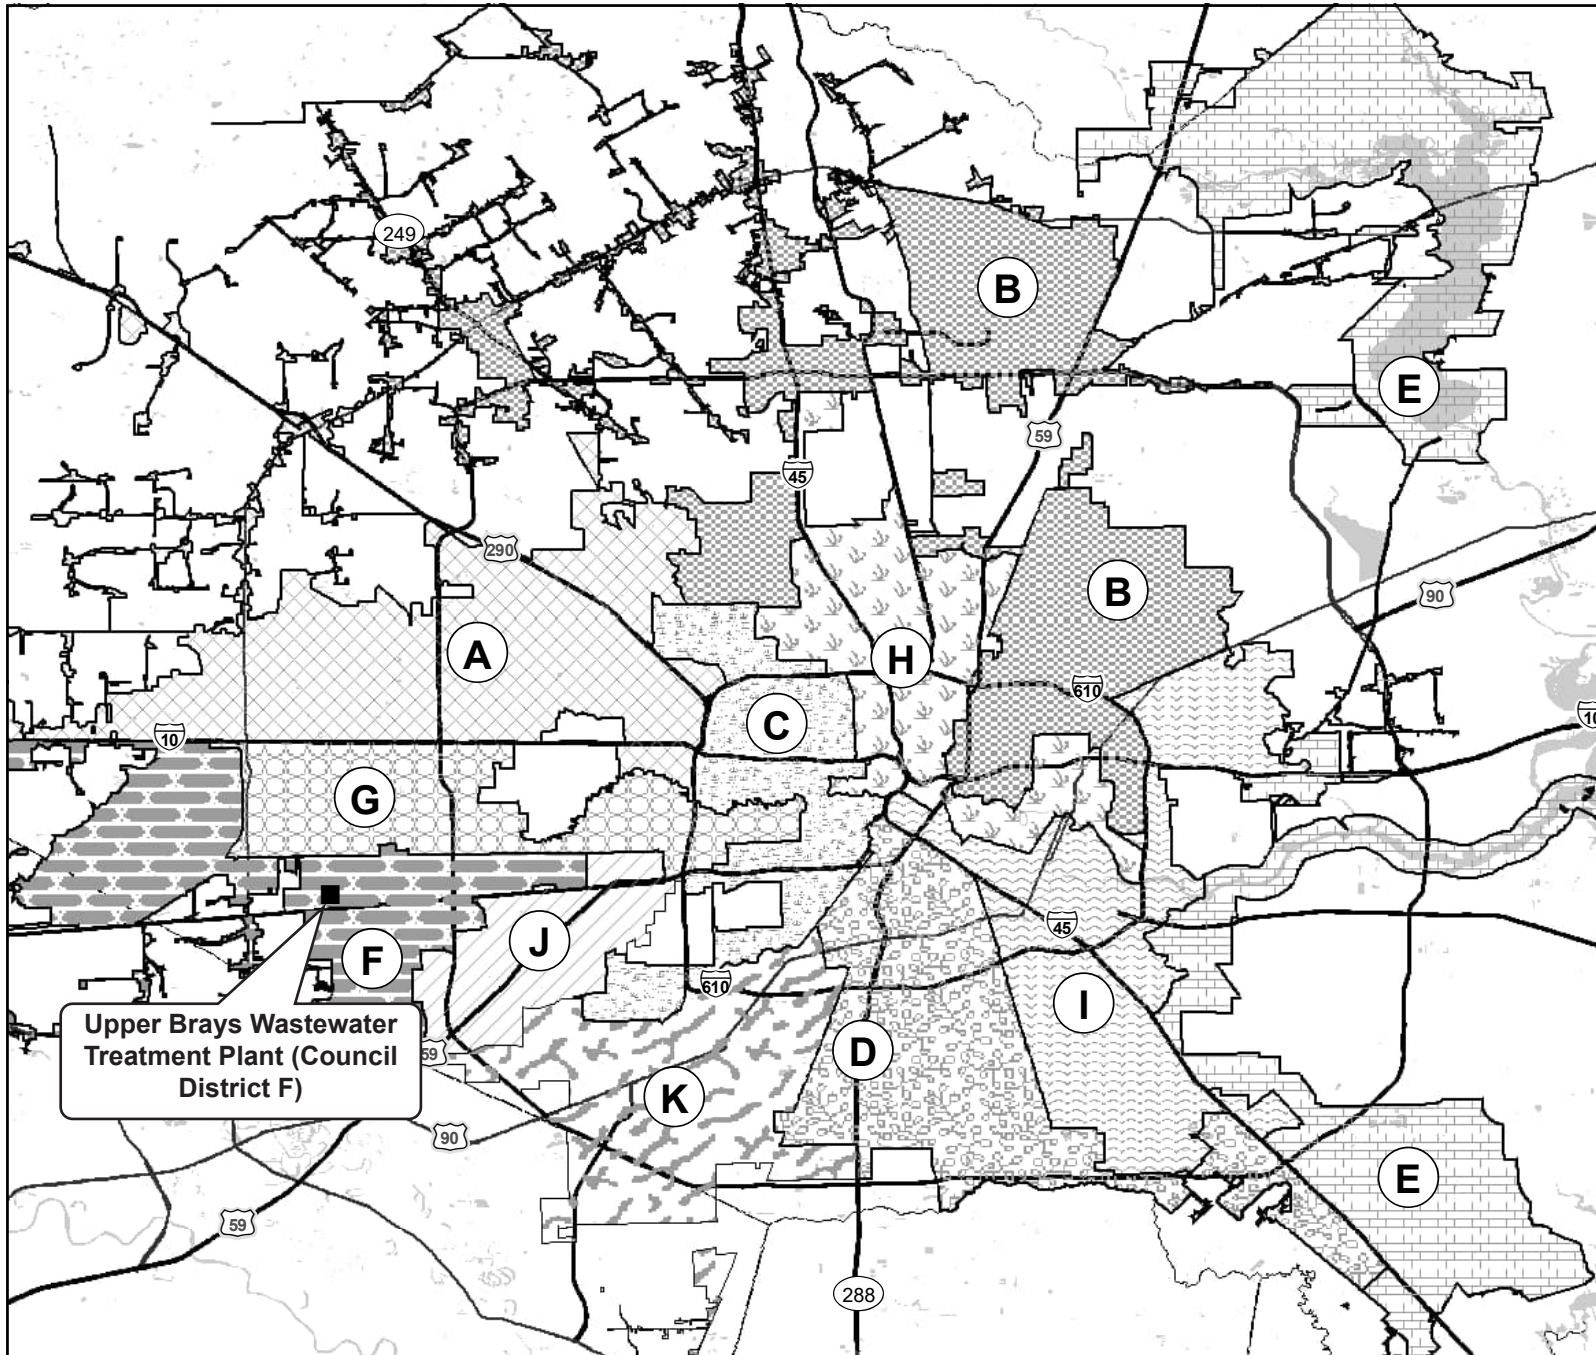 249
B
E
59
45
290
B
90
A
H
610
C
10
10
G
45
J
F
610
I
Upper Brays Wastewater
Treatment Plant (Council
District F)
59
D
K
90
E
59
288